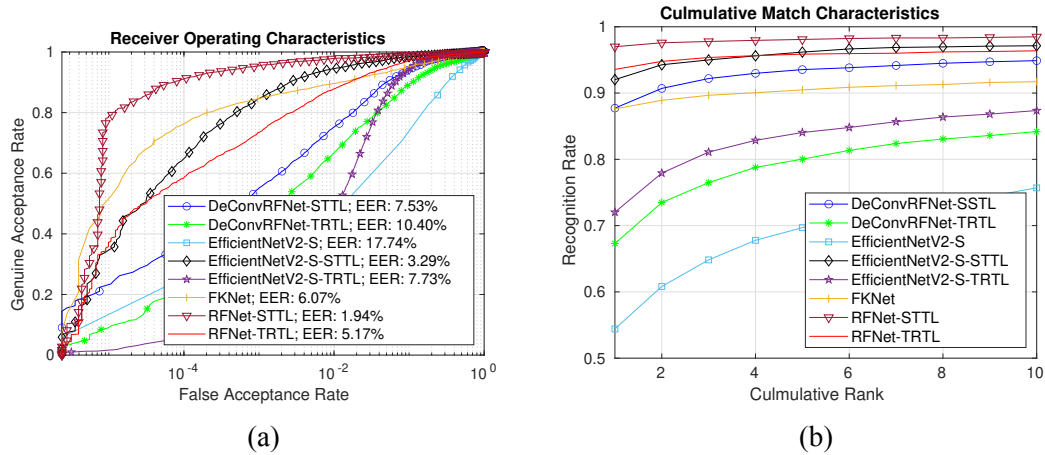 Receiver Operating Characteristics
Genuine Acceptance Rate
1
0.8
0.6
0.4
0.2
0
DeConvRFNet-STTL; EER: 7.53%
DeConvRFNet-TRTL; EER: 10.40%
EfficientNetV2-S; EER: 17.74%
EfficientNetV2-S-STTL; EER: 3.29%
EfficientNetV2-S-TRTL; EER: 7.73%
FKNet; EER: 6.07%
RFNet-STTL; EER: 1.94%
RFNet-TRTL; EER: 5.17%
10⁻⁴
10⁻²
10⁰
False Acceptance Rate
(a)
Culmulative Match Characteristics
Recognition Rate
1
0.9
0.8
0.7
0.6
0.5
DeConvRFNet-SSTL
DeConvRFNet-TRTL
EfficientNetV2-S
EfficientNetV2-S-STTL
EfficientNetV2-S-TRTL
FKNet
RFNet-STTL
RFNet-TRTL
2
4
6
8
10
Culmulative Rank
(b)